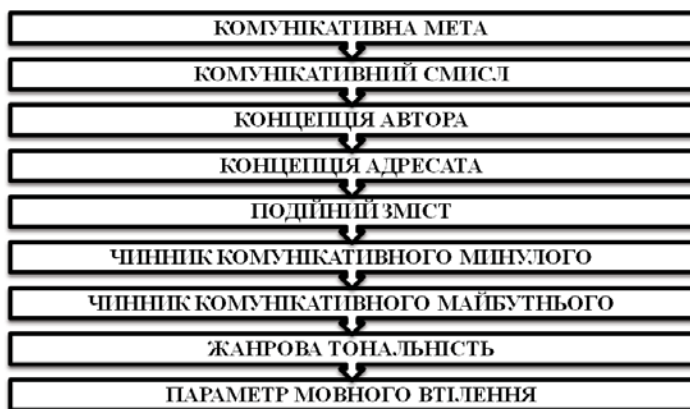 КОМУНІКАТИВНА МЕТА
КОМУНІКАТИВНИЙ СМИСЛ
КОНЦЕПЦІЯ АВТОРА
КОНЦЕПЦІЯ АДРЕСАТА
ПОДІЙНИЙ ЗМІСТ
ЧИННИК КОМУНІКАТИВНОГО МИНУЛОГО
ЧИННИК КОМУНІКАТИВНОГО МАЙБУТНЬОГО
ЖАНРОВА ТОНАЛЬНІСТЬ
ПАРАМЕТР МОВНОГО ВТІЛЕННЯ